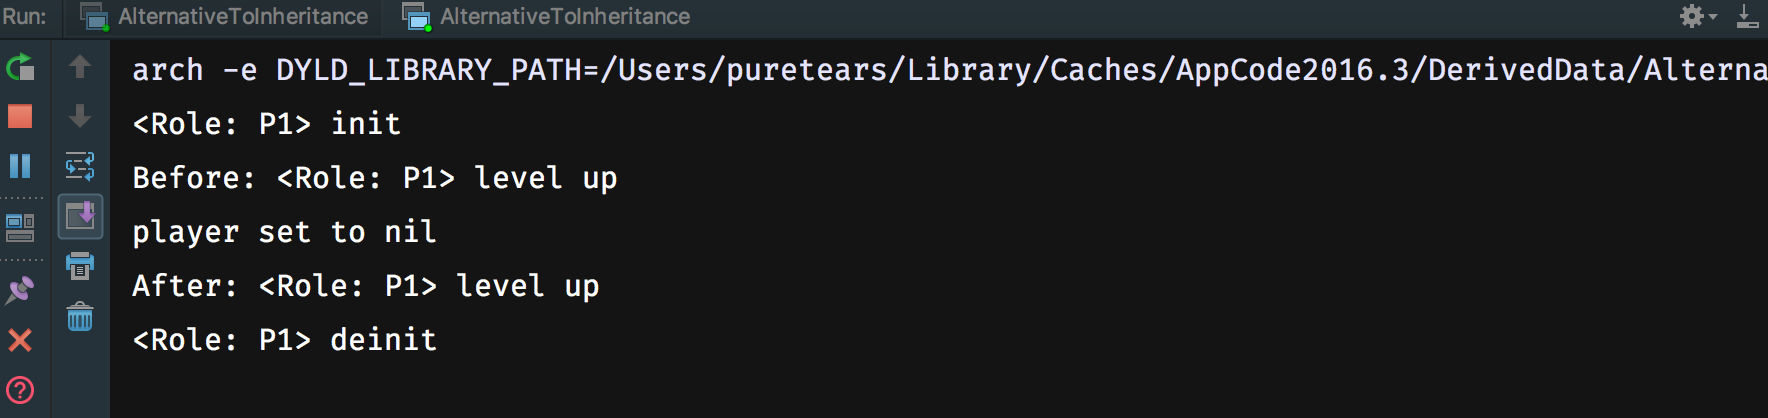 Run: AlternativeToInheritance AlternativeToInheritance
arch -e DYLD_LIBRARY_PATH=/Users/puretears/Library/Caches/AppCode2016.3/DerivedData/Alterna
<Role: P1> init
Before: <Role: P1> level up
player set to nil
After: <Role: P1> level up
<Role: P1> deinit